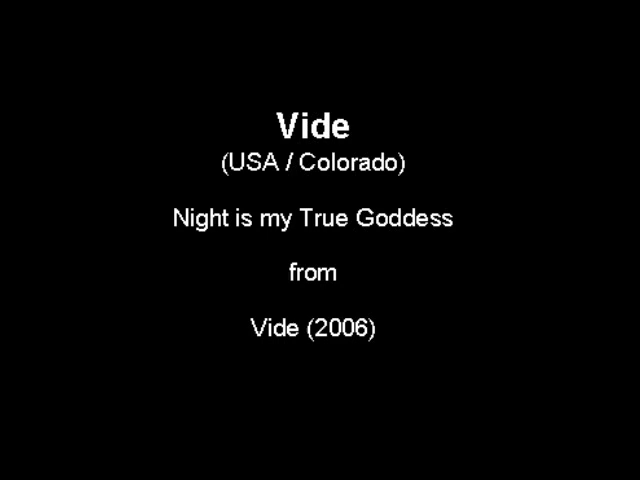 Vide
(USA / Colorado)
Night is my True Goddess
from
Vide (2006)